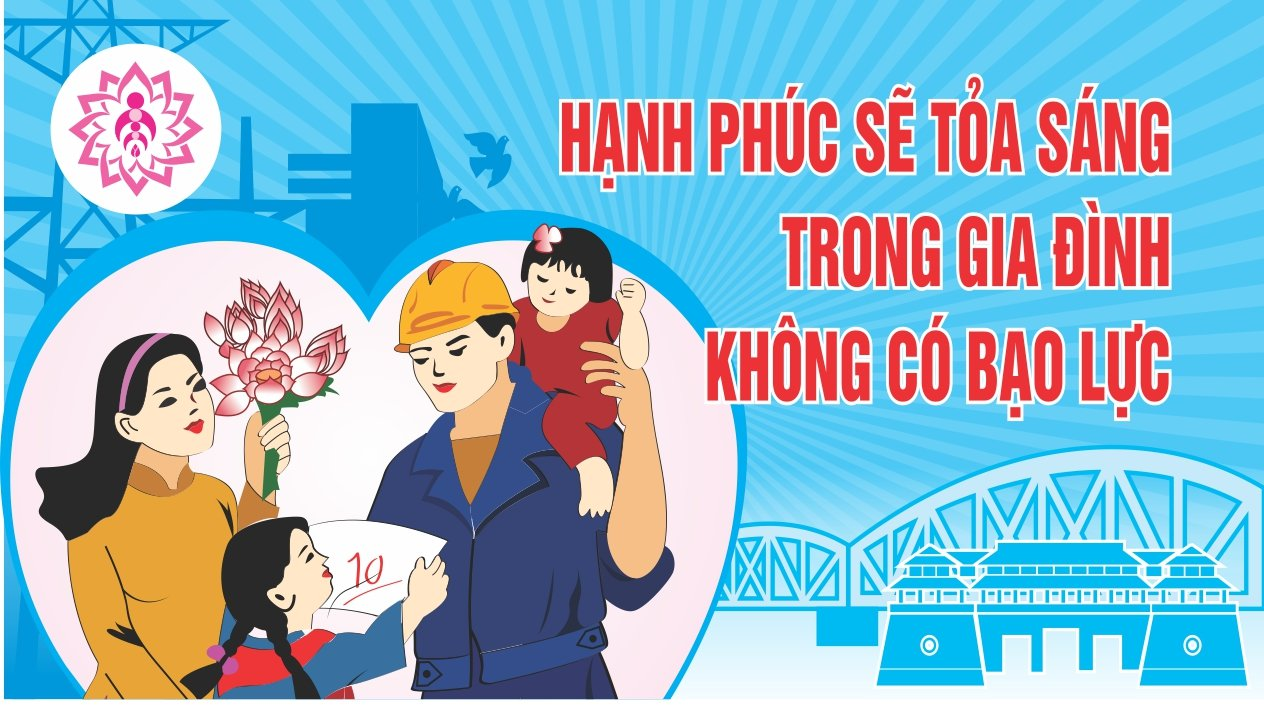 HẠNH PHÚC SẼ TỎA SÁNG
TRONG GIA ĐÌNH
KHÔNG CÓ BẠO LỰC
10